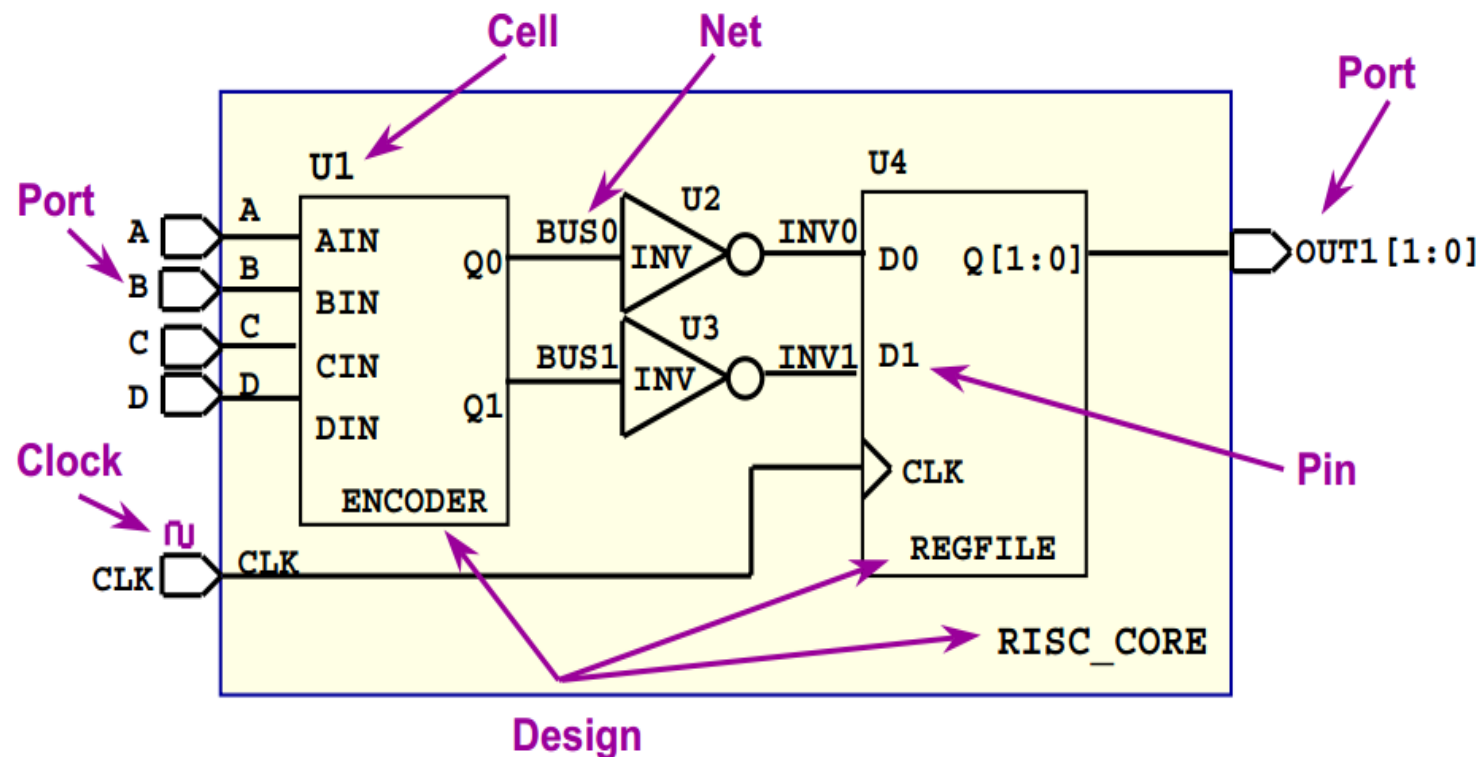 Cell
Net
Port
U1
U4
Port
A
A
AIN
Q0
BUS0
U2
INV
INV0
D0
Q[1:0]
OUT1[1:0]
B
B
BIN
C
C
CIN
U3
BUS1
INV
INV1
D1
D
D
DIN
Q1
Pin
Clock
ENCODER
CLK
CLK
CLK
REGFILE
RISC_CORE
Design